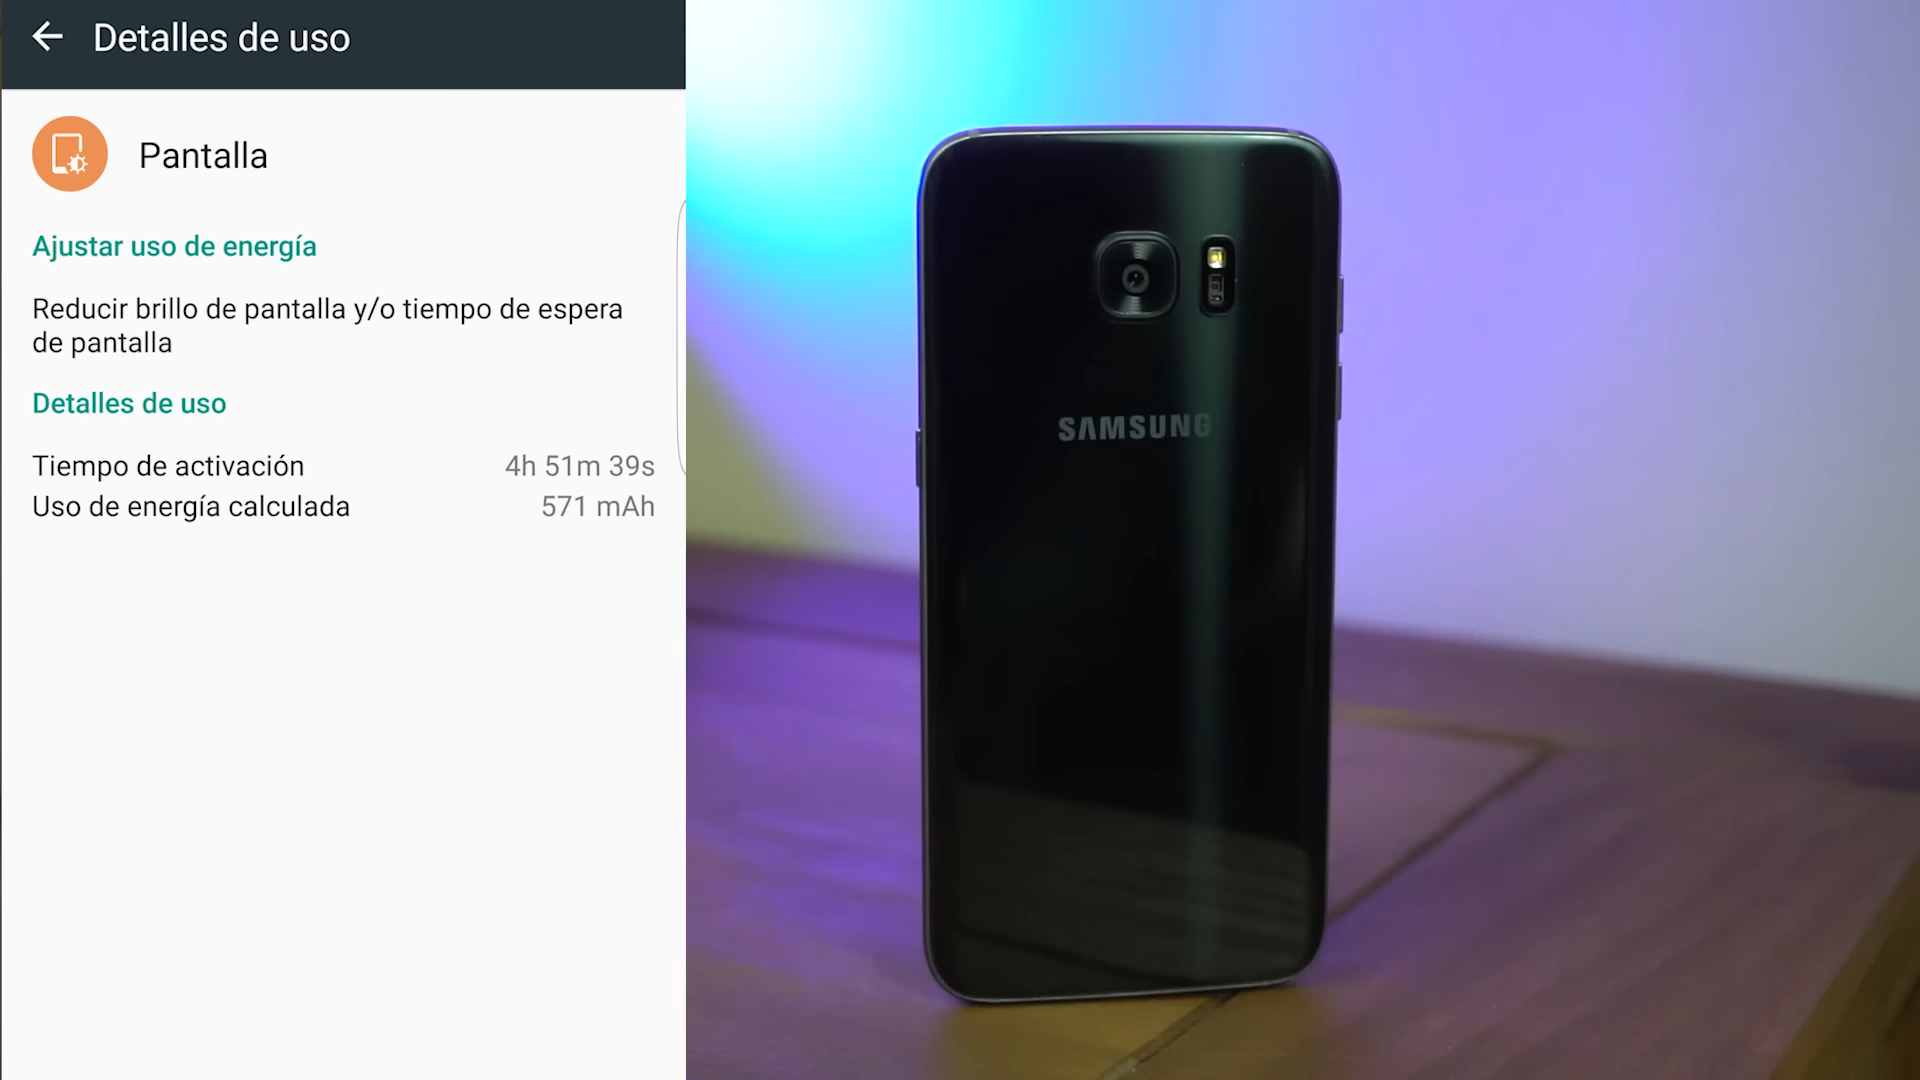 Detalles de uso
Pantalla
Ajustar uso de energía
Reducir brillo de pantalla y/o tiempo de espera
de pantalla
Detalles de uso
Tiempo de activación 4h 51m 39s
Uso de energía calculada 571 mAh
SAMSUNG